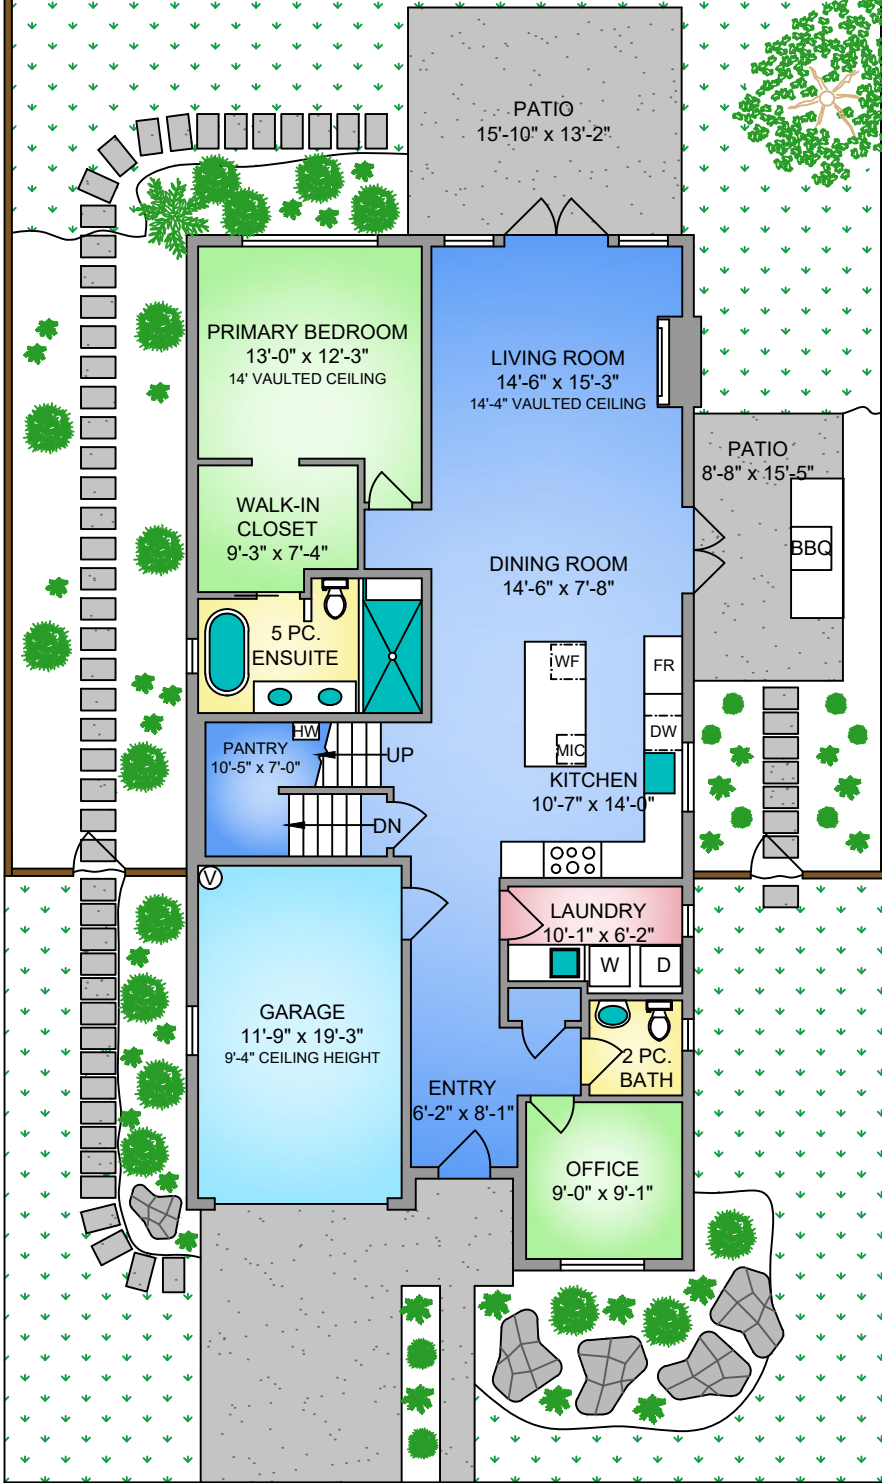 PATIO
15'-10" x 13'-2"
PRIMARY BEDROOM
13'-0" x 12'-3"
14' VAULTED CEILING
LIVING ROOM
14'-6" x 15'-3"
14'-4" VAULTED CEILING
PATIO
8'-8" x 15'-5"
BBQ
WALK-IN
CLOSET
9'-3" x 7'-4"
DINING ROOM
14'-6" x 7'-8"
5 PC.
ENSUITE
WF
FR
DW
MIC
KITCHEN
10'-7" x 14'-0"
HW
PANTRY
10'-5" x 7'-0"
UP
DN
V
LAUNDRY
10'-1" x 6'-2"
W
D
GARAGE
11'-9" x 19'-3"
9'-4" CEILING HEIGHT
2 PC.
BATH
ENTRY
6'-2" x 8'-1"
OFFICE
9'-0" x 9'-1"